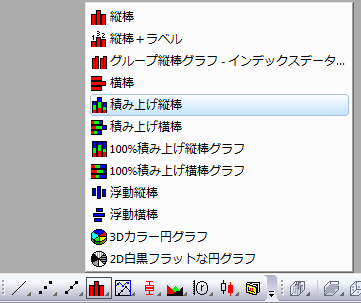 縦棒
縦棒+ラベル
グループ縦棒グラフ - インデックスデータ...
横棒
積み上げ縦棒
積み上げ横棒
100%積み上げ縦棒グラフ
100%積み上げ横棒グラフ
浮動縦棒
浮動横棒
3Dカラー円グラフ
2D白黒フラットな円グラフ